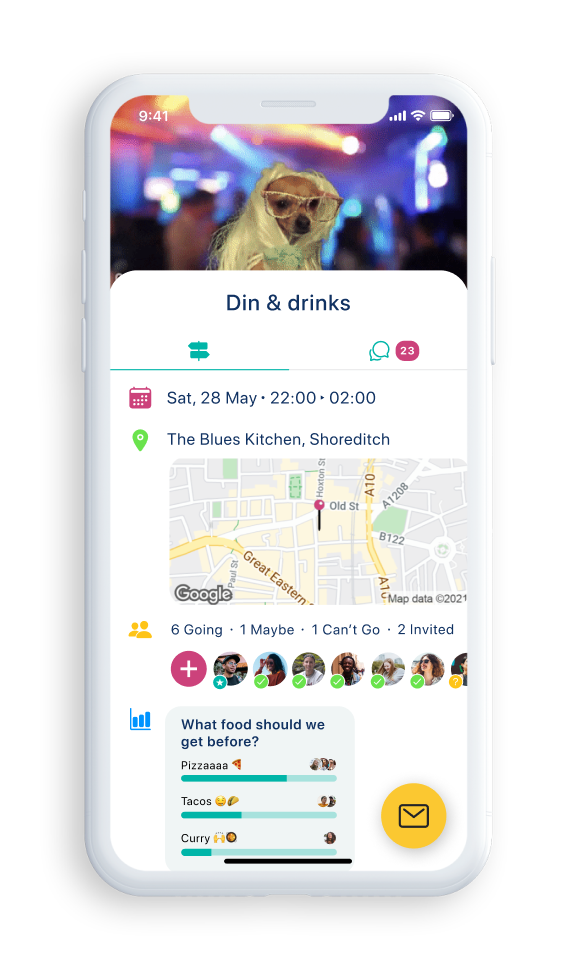 9:41
Din & drinks
23
Sat, 28 May • 22:00 • 02:00
The Blues Kitchen, Shoreditch
Hoxton St
A10
A1208
Old St
B122
Paul St
Great Eastern
A10
Google
Map data ©2021
6 Going · 1 Maybe · 1 Can't Go · 2 Invited
What food should we
get before?
Pizzaaaa 🍕
Tacos 😋🌮
Curry 🙌🥘